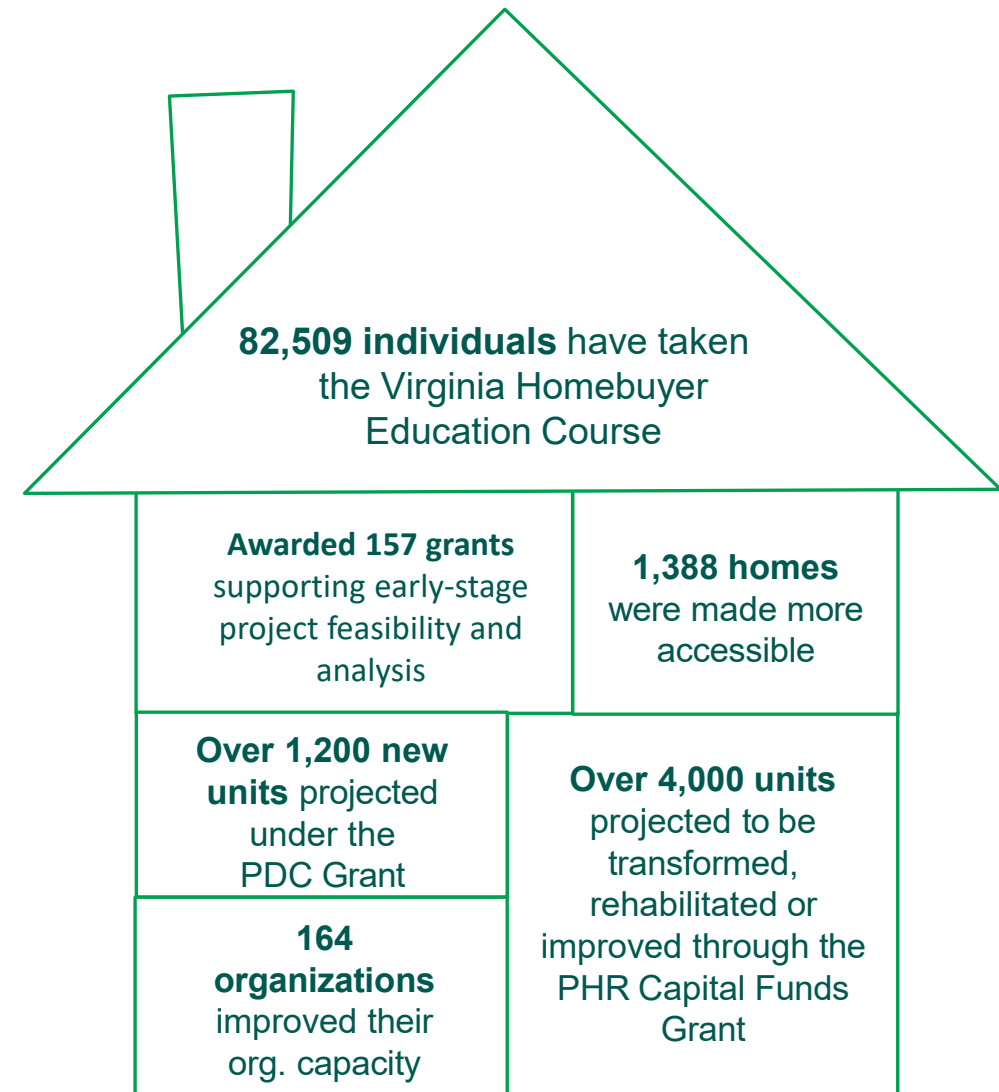 82,509 individuals have taken
the Virginia Homebuyer
Education Course
Awarded 157 grants
supporting early-stage
project feasibility and
analysis
1,388 homes
were made more
accessible
Over 1,200 new
units projected
under the
PDC Grant
Over 4,000 units
projected to be
transformed,
rehabilitated or
improved through the
PHR Capital Funds
Grant
164
organizations
improved their
org. capacity